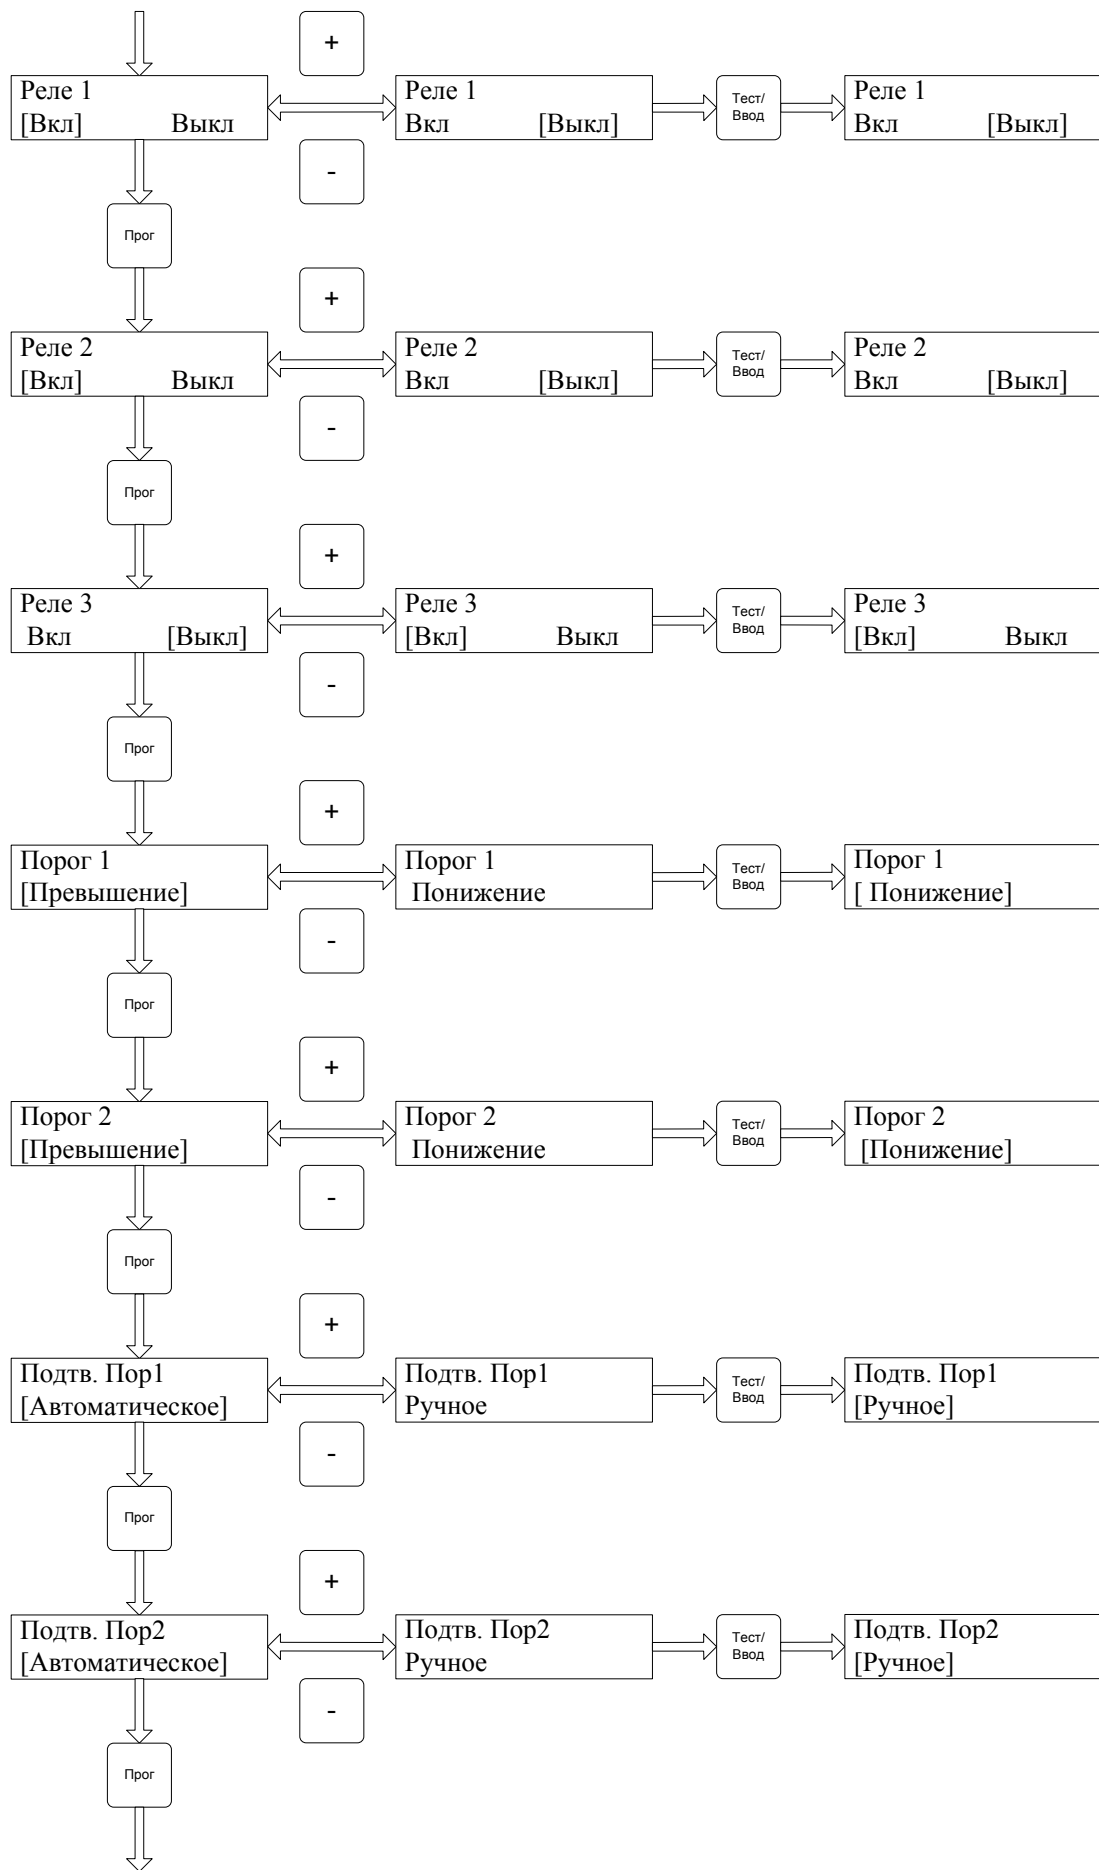 +
Реле 1
[Вкл] Выкл
Реле 1
Вкл [Выкл]
Тест/
Ввод
Реле 1
Вкл [Выкл]
-
Прог
+
Реле 2
[Вкл] Выкл
Реле 2
Вкл [Выкл]
Тест/
Ввод
Реле 2
Вкл [Выкл]
-
Прог
+
Реле 3
Вкл [Выкл]
Реле 3
[Вкл] Выкл
Тест/
Ввод
Реле 3
[Вкл] Выкл
-
Прог
+
Порог 1
[Превышение]
Порог 1
Понижение
Тест/
Ввод
Порог 1
[ Понижение]
-
Прог
+
Порог 2
[Превышение]
Порог 2
Понижение
Тест/
Ввод
Порог 2
[Понижение]
-
Прог
+
Подтв. Пор1
[Автоматическое]
Подтв. Пор1
Ручное
Тест/
Ввод
Подтв. Пор1
[Ручное]
-
Прог
+
Подтв. Пор2
[Автоматическое]
Подтв. Пор2
Ручное
Тест/
Ввод
Подтв. Пор2
[Ручное]
-
Прог